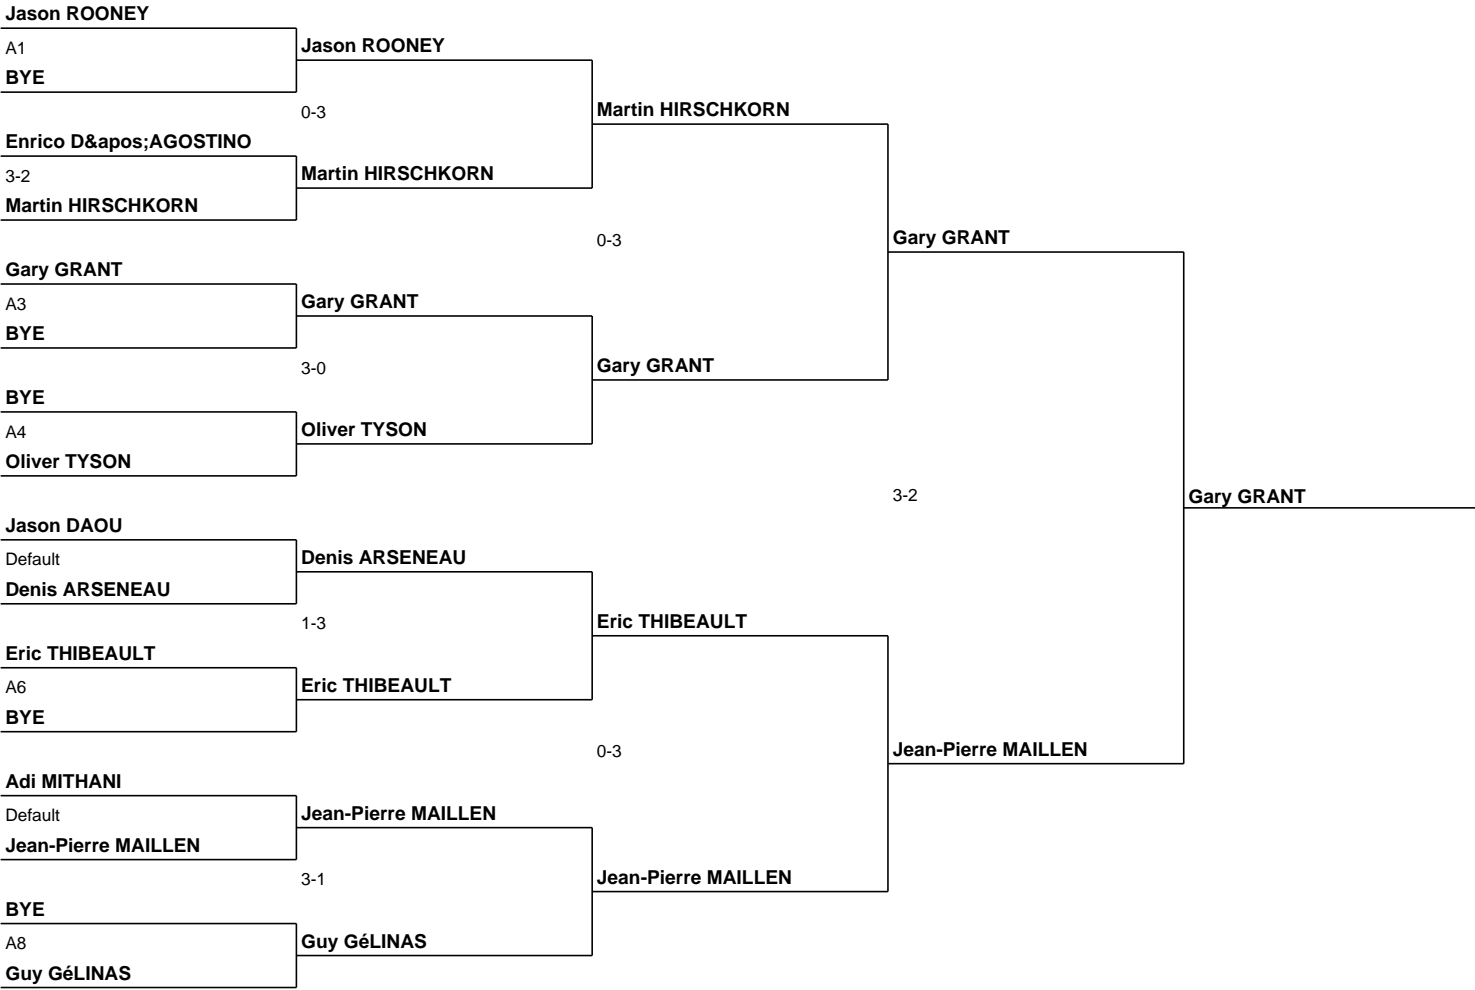 Jason ROONEY
A1
BYE
Enrico D&apos;AGOSTINO
3-2
Martin HIRSCHKORN
Gary GRANT
A3
BYE
BYE
A4
Oliver TYSON
Jason DAOU
Default
Denis ARSENEAU
Eric THIBEAULT
A6
BYE
Adi MITHANI
Default
Jean-Pierre MAILLEN
BYE
A8
Guy GéLINAS
Jason ROONEY
0-3
Martin HIRSCHKORN
Gary GRANT
3-0
Oliver TYSON
Denis ARSENEAU
1-3
Eric THIBEAULT
Jean-Pierre MAILLEN
3-1
Guy GéLINAS
Martin HIRSCHKORN
0-3
Gary GRANT
Eric THIBEAULT
0-3
Jean-Pierre MAILLEN
Gary GRANT
3-2
Jean-Pierre MAILLEN
Gary GRANT